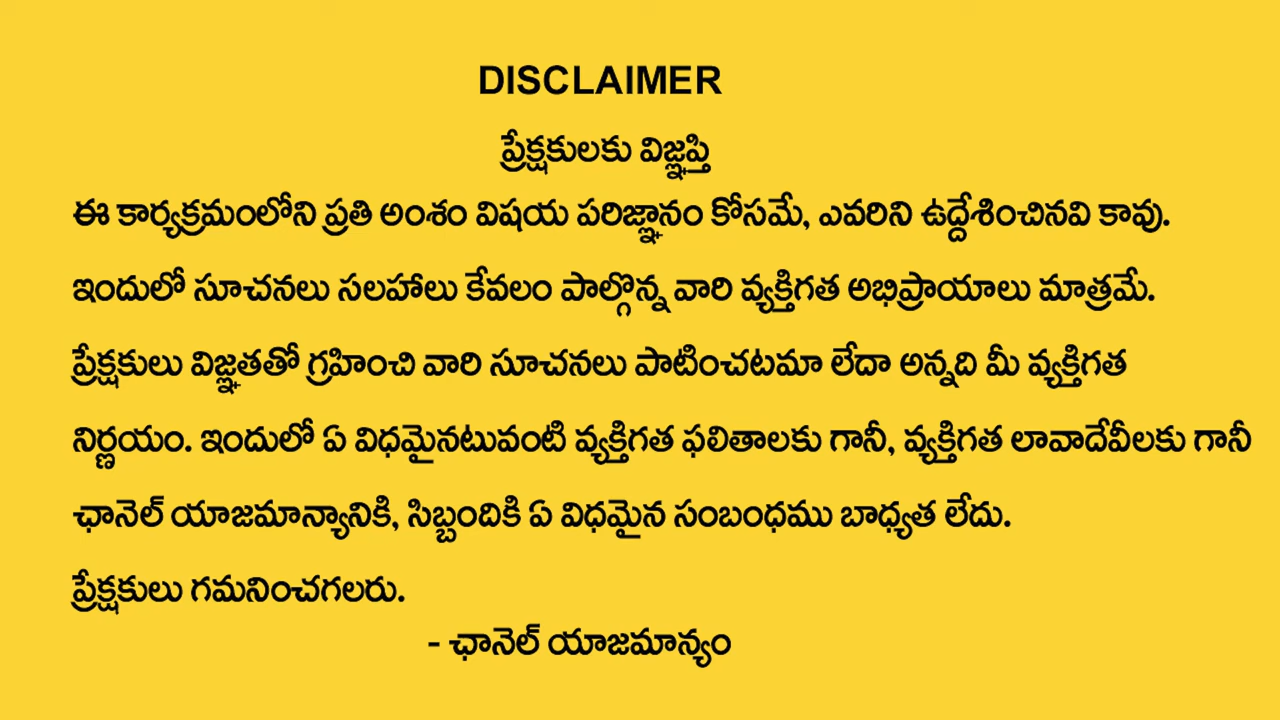 DISCLAIMER
ప్రేక్షకులకు విజ్ఞప్తి
ఈ కార్యక్రమంలోని ప్రతి అంశం విషయ పరిజ్ఞానం కోసమే, ఎవరిని ఉద్దేశించినవి కావు.
ఇందులో సూచనలు సలహాలు కేవలం పాల్గొన్న వారి వ్యక్తిగత అభిప్రాయాలు మాత్రమే.
ప్రేక్షకులు విజ్ఞతతో గ్రహించి వారి సూచనలు పాటించటమా లేదా అన్నది మీ వ్యక్తిగత
నిర్ణయం. ఇందులో ఏ విధమైనటువంటి వ్యక్తిగత ఫలితాలకు గానీ, వ్యక్తిగత లావాదేవీలకు గానీ
ఛానెల్ యాజమాన్యానికి, సిబ్బందికి ఏ విధమైన సంబంధము బాధ్యత లేదు.
ప్రేక్షకులు గమనించగలరు.
- ఛానెల్ యాజమాన్యం